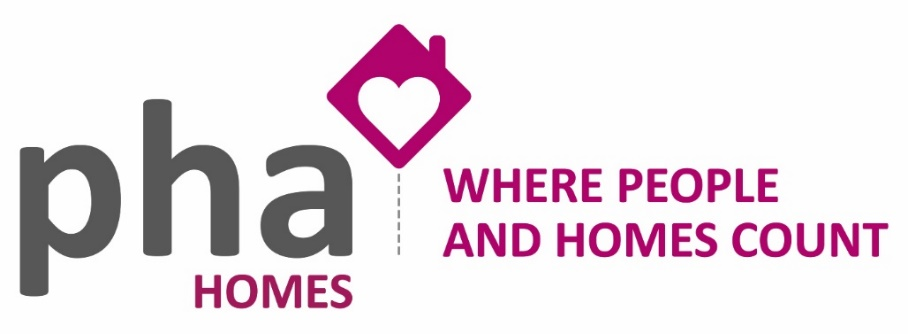 pha
HOMES
WHERE PEOPLE
AND HOMES COUNT